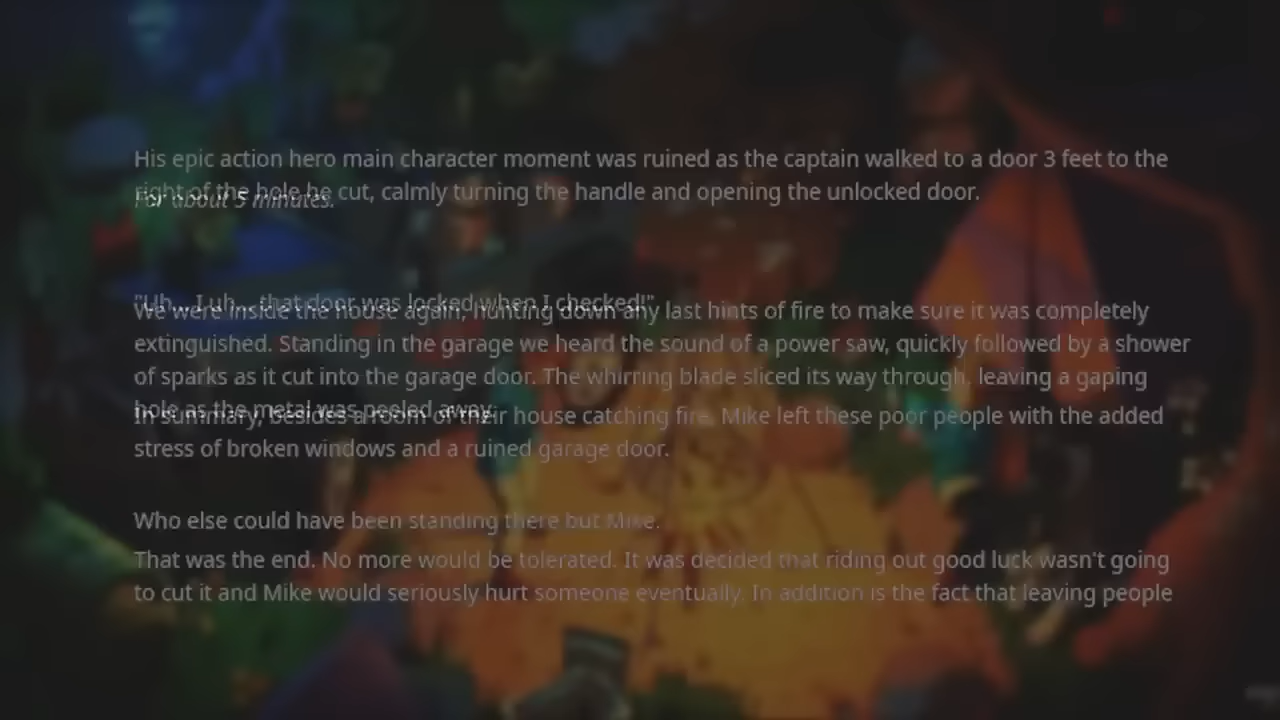 His epic action hero main character moment was ruined as the captain walked to a door 3 feet to the
right of the hole he cut, calmly turning the handle and opening the unlocked door.
For about 5 minutes.
"Uh... I uh... that door was locked when I checked!"
We were inside the house again, hunting down any last hints of fire to make sure it was completely
extinguished. Standing in the garage we heard the sound of a power saw, quickly followed by a shower
of sparks as it cut into the garage door. The whirring blade sliced its way through, leaving a gaping
hole as the metal was peeled away.
In summary, besides a room of their house catching fire, Mike left these poor people with the added
stress of broken windows and a ruined garage door.
Who else could have been standing there but Mike.
That was the end. No more would be tolerated. It was decided that riding out good luck wasn't going
to cut it and Mike would seriously hurt someone eventually. In addition is the fact that leaving people